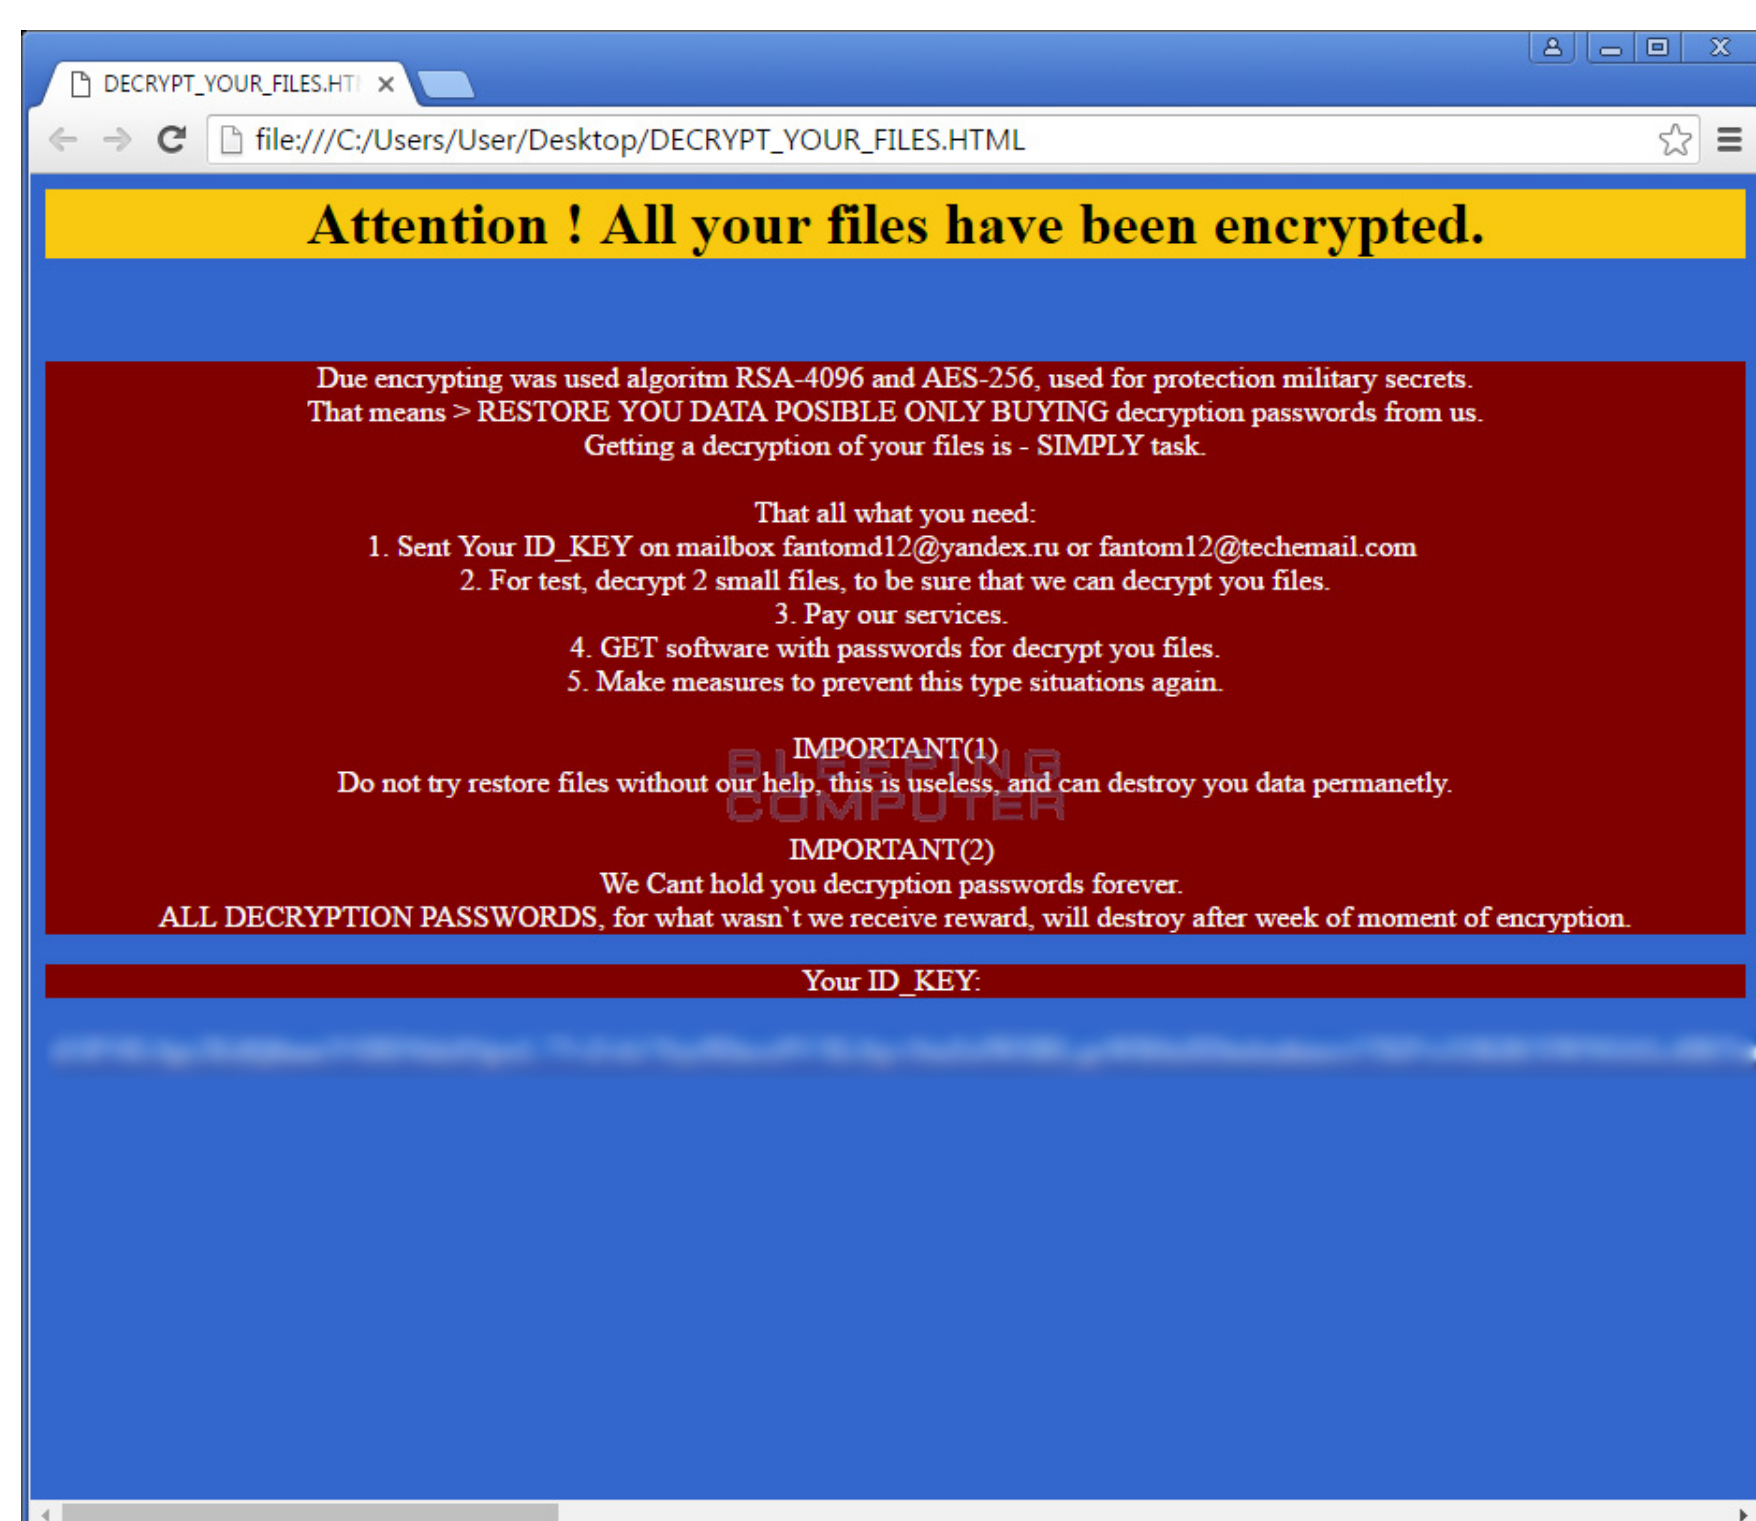 DECRYPT_YOUR_FILES.HT
file:///C:/Users/User/Desktop/DECRYPT_YOUR_FILES.HTML
Attention ! All your files have been encrypted.
Due encrypting was used algoritm RSA-4096 and AES-256, used for protection military secrets.
That means > RESTORE YOU DATA POSIBLE ONLY BUYING decryption passwords from us.
Getting a decryption of your files is - SIMPLY task.
That all what you need:
1. Sent Your ID_KEY on mailbox fantomd12@yandex.ru or fantom12@techemail.com
2. For test, decrypt 2 small files, to be sure that we can decrypt you files.
3. Pay our services.
4. GET software with passwords for decrypt you files.
5. Make measures to prevent this type situations again.
IMPORTANT(1)
Do not try restore files without our help, this is useless, and can destroy you data permanetly.
BLEEPING
COMPUTER
IMPORTANT(2)
We Cant hold you decryption passwords forever.
ALL DECRYPTION PASSWORDS, for what wasn`t we receive reward, will destroy after week of moment of encryption.
Your ID_KEY: